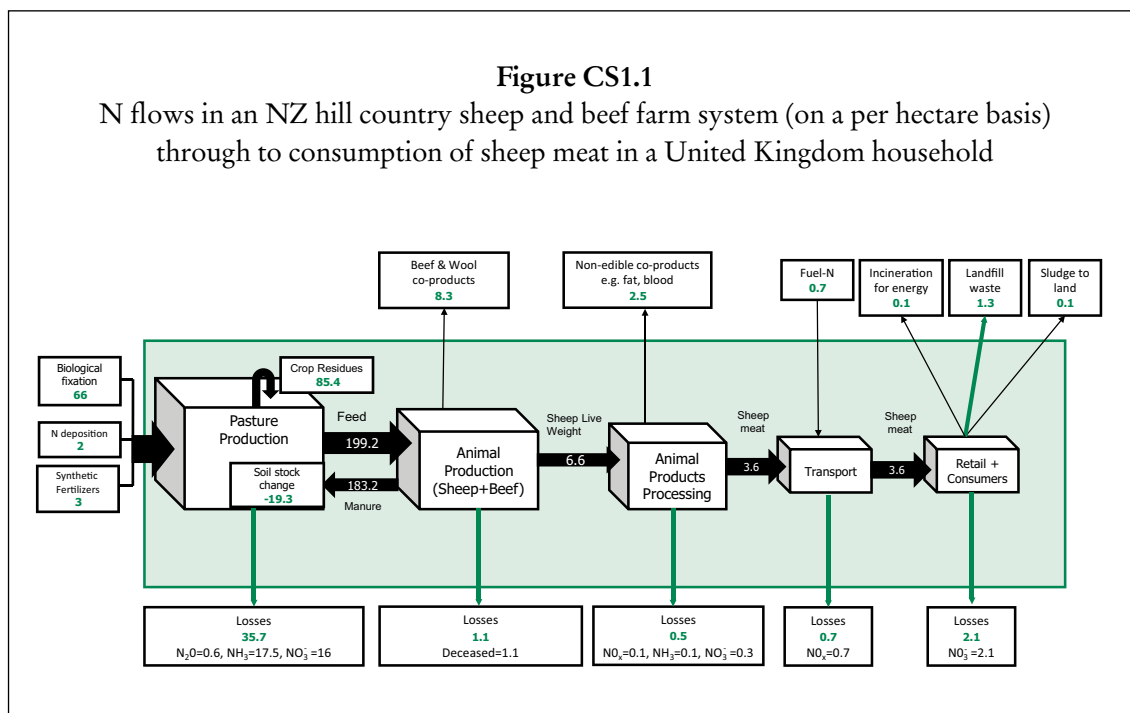 Figure CS1.1
N flows in an NZ hill country sheep and beef farm system (on a per hectare basis)
through to consumption of sheep meat in a United Kingdom household
Beef & Wool
co-products
8.3
Non-edible co-products
e.g. fat, blood
2.5
Fuel-N
0.7
Incineration
for energy
0.1
Landfill
waste
1.3
Sludge to
land
0.1
Biological
fixation
66
N deposition
2
Synthetic
Fertilizers
3
Crop Residues
85.4
Pasture
Production
Soil stock
change
-19.3
Feed
199.2
183.2
Manure
Animal
Production
(Sheep+Beef)
Sheep Live
Weight
6.6
Animal
Products
Processing
Sheep
meat
3.6
Transport
Sheep
meat
3.6
Retail +
Consumers
Losses
35.7
N₂0=0.6, NH₃=17.5, NO₃⁻=16
Losses
1.1
Deceased=1.1
Losses
0.5
N0ₓ=0.1, NH₃=0.1, NO₃⁻=0.3
Losses
0.7
N0ₓ=0.7
Losses
2.1
N0₃⁻=2.1